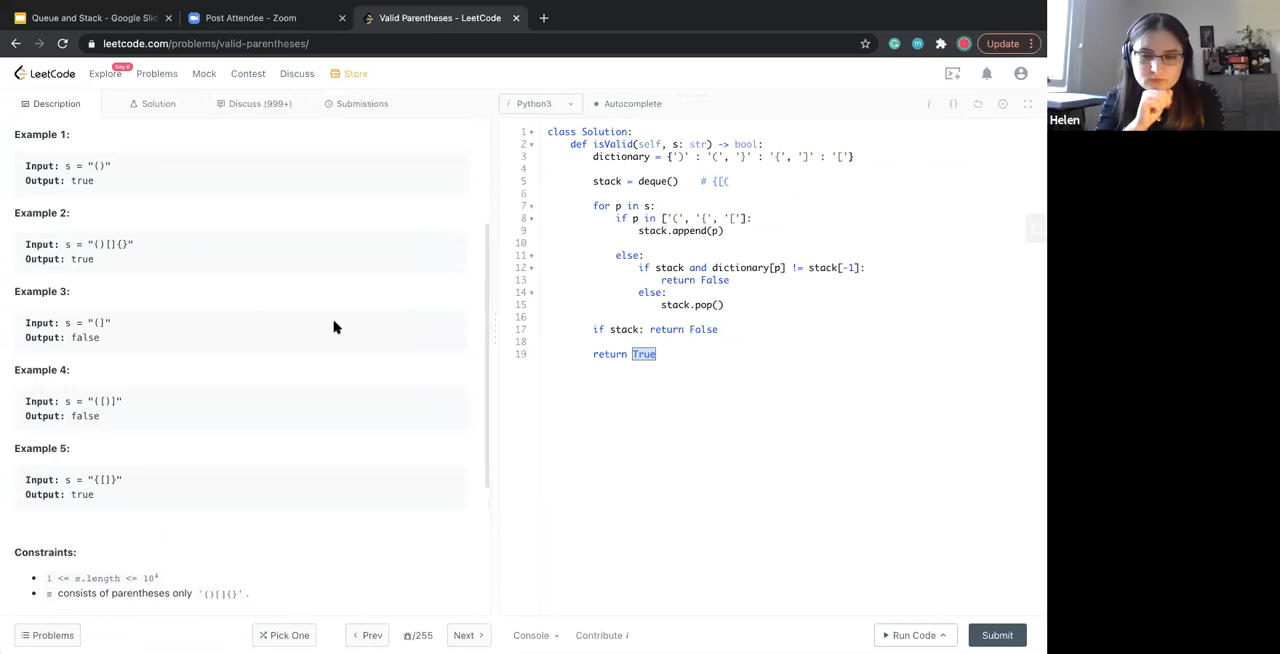 Queue and Stack - Google Slid
Post Attendee - Zoom
Valid Parentheses - LeetCode
leetcode.com/problems/valid-parentheses/
Update
LeetCode
Explore
Day 6
Problems
Mock
Contest
Discuss
Store
Description
Solution
Discuss (999+)
Submissions
Example 1:
Input: s = "()"
Output: true
Example 2:
Input: s = "()[]{}"
Output: true
Example 3:
Input: s = "(]"
Output: false
Example 4:
Input: s = "([)]"
Output: false
Example 5:
Input: s = "{[]}"
Output: true
Constraints:
1 <= s.length <= 10⁴
s consists of parentheses only '()[]{}'.
Problems
Pick One
Prev
/255
Next
i Python3
Autocomplete
i {}
1 class Solution:
2 def isValid(self, s: str) -> bool:
3 dictionary = {')' : '(', '}' : '{', ']' : '['}
4
5 stack = deque() # {[(
6
7 for p in s:
8 if p in ['(', '{', '[']:
9 stack.append(p)
10
11 else:
12 if stack and dictionary[p] != stack[-1]:
13 return False
14 else:
15 stack.pop()
16
17 if stack: return False
18
19 return True
Console
Contribute i
Run Code
Submit
Helen